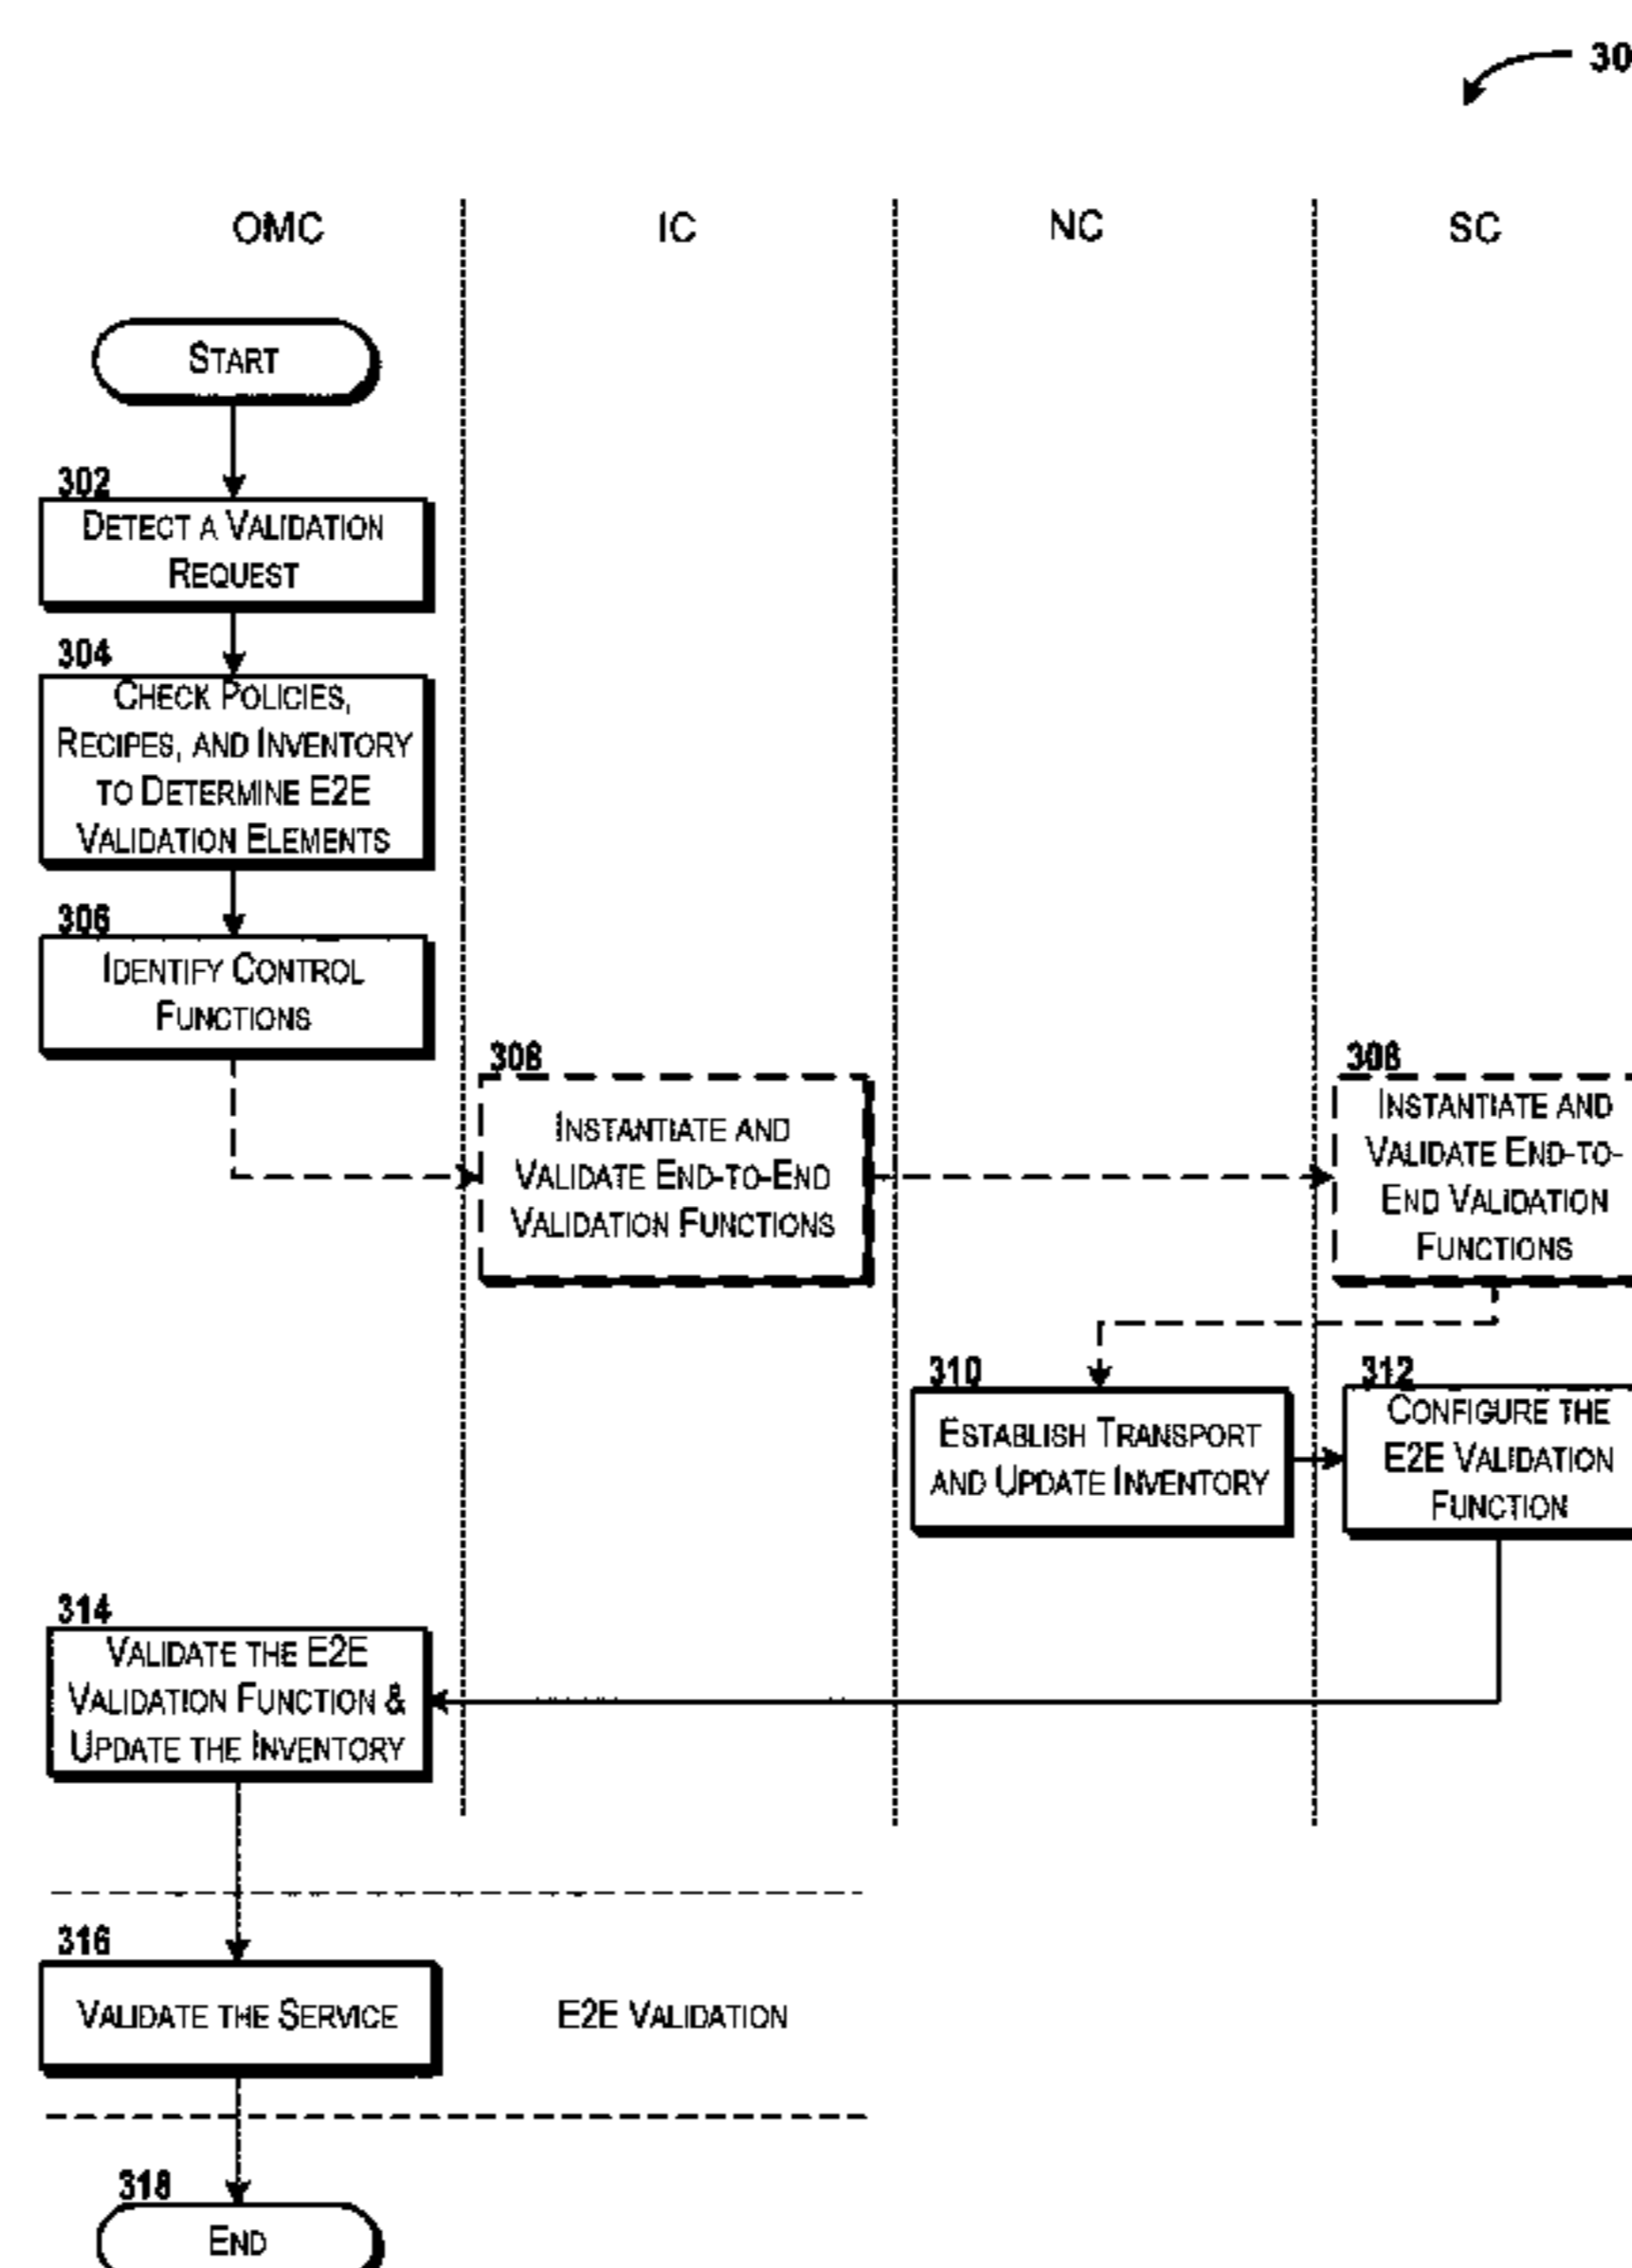 30
OMC
IC
NC
SC
START
302
DETECT A VALIDATION
REQUEST
304
CHECK POLICIES,
RECIPES, AND INVENTORY
TO DETERMINE E2E
VALIDATION ELEMENTS
306
IDENTIFY CONTROL
FUNCTIONS
308
INSTANTIATE AND
VALIDATE END-TO-END
VALIDATION FUNCTIONS
308
INSTANTIATE AND
VALIDATE END-TO-
END VALIDATION
FUNCTIONS
310
ESTABLISH TRANSPORT
AND UPDATE INVENTORY
312
CONFIGURE THE
E2E VALIDATION
FUNCTION
314
VALIDATE THE E2E
VALIDATION FUNCTION &
UPDATE THE INVENTORY
316
VALIDATE THE SERVICE
E2E VALIDATION
318
END